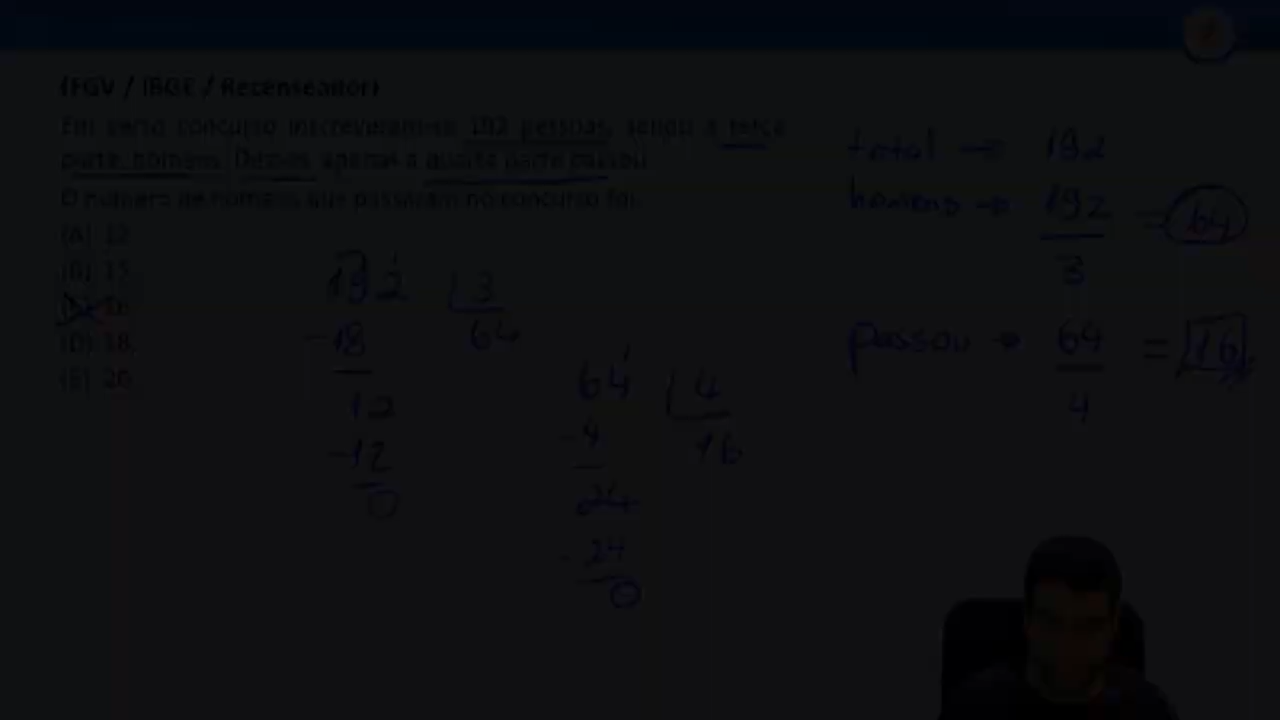 (FGV / IBGE / Recenseador)
Em certo concurso inscreveram-se 192 pessoas, sendo a terça
parte, homens. Desses, apenas a quarta parte passou.
O número de homens que passaram no concurso foi
(A) 12.
(B) 15.
(C) 16.
(D) 18.
(E) 20.
total → 192
homens → 192 / 3 = 64
passou → 64 / 4 = 16
192 3
-18 64
12
-12
0
64 4
-4 16
24
-24
0